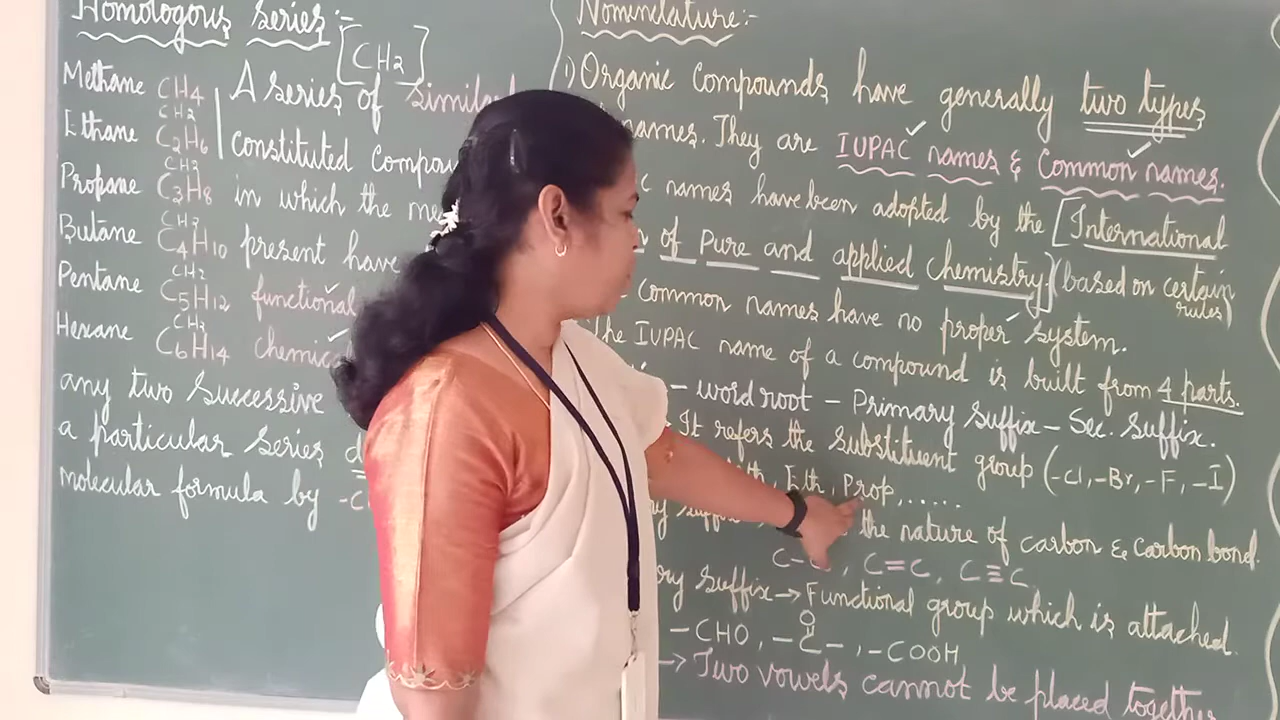 Homologous Series:-
[CH2]
Methane CH4
CH2
Ethane C2H6
CH2
Propane C3H8
CH2
Butane C4H10
CH2
Pentane C5H12
CH2
Hexane C6H14
A series of similar
constituted
in which the
present have
functional
any two successive
a particular series
molecular formula by
Nomenclature:-
1) Organic compounds have generally two types
names. They are IUPAC names & Common names.
names have been adopted by the [International
of Pure and applied chemistry] (based on certain rules)
common names have no proper system.
The IUPAC name of a compound is built from 4 parts.
- word root - Primary Suffix - Sec. Suffix.
It refers the substituent group (-Cl, -Br, -F, -I)
Eth, Prop, .....
the nature of carbon & carbon bond.
C=C, C≡C
Suffix → Functional group which is attached.
-CHO, -C-, -COOH
O
→ Two vowels cannot be placed together